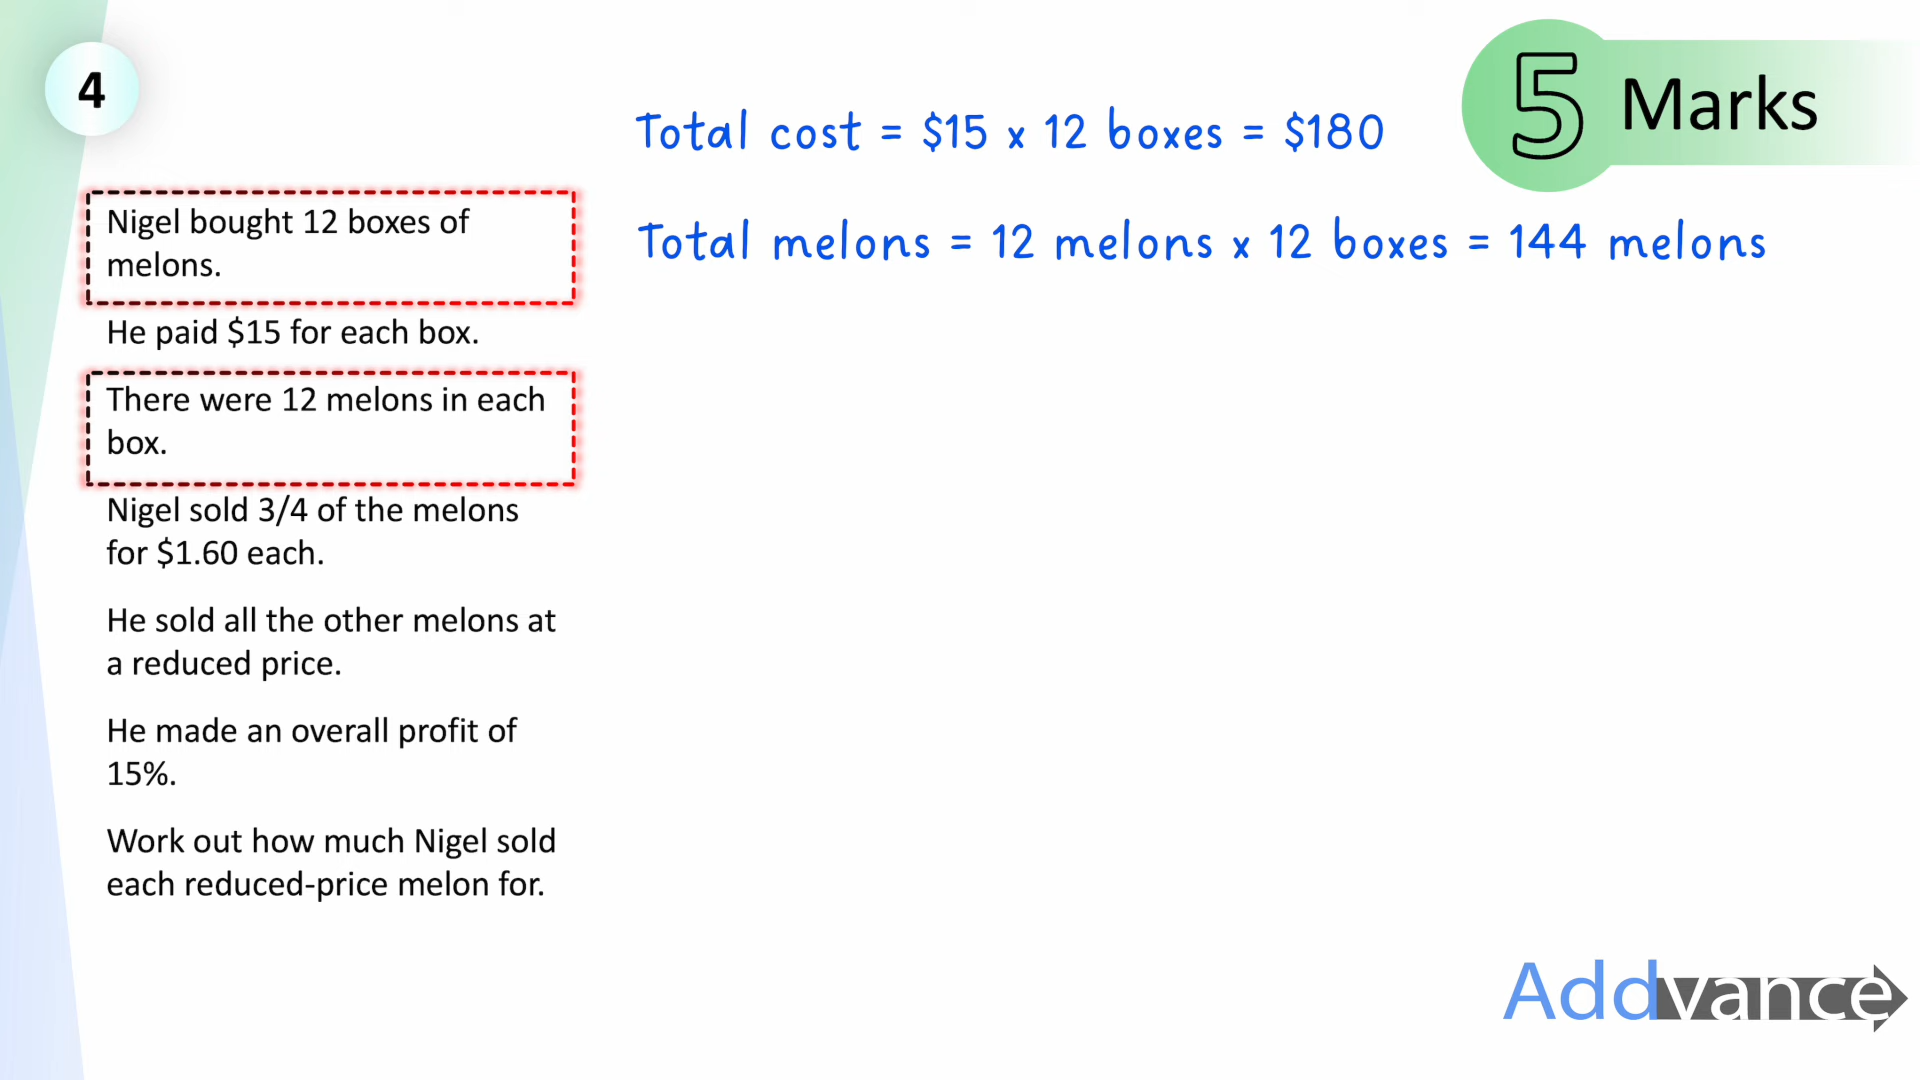 4
5 Marks
Total cost = $15 x 12 boxes = $180
Total melons = 12 melons x 12 boxes = 144 melons
Nigel bought 12 boxes of
melons.
He paid $15 for each box.
There were 12 melons in each
box.
Nigel sold 3/4 of the melons
for $1.60 each.
He sold all the other melons at
a reduced price.
He made an overall profit of
15%.
Work out how much Nigel sold
each reduced-price melon for.
Addvance